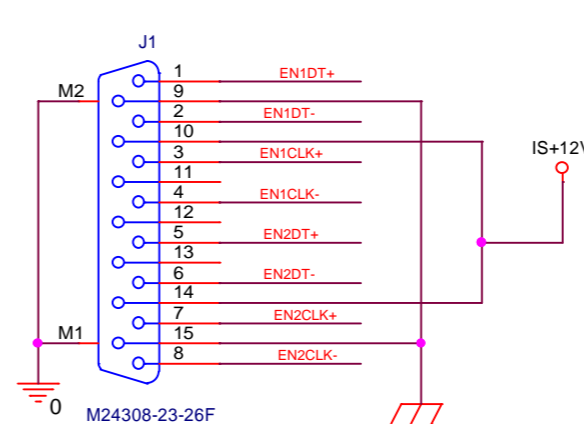 J1
1 EN1DT+
M2 9
2 EN1DT-
10
3 EN1CLK+
IS+12V
11
4 EN1CLK-
12
5 EN2DT+
13
6 EN2DT-
14
7 EN2CLK+
M1 15
8 EN2CLK-
0
M24308-23-26F